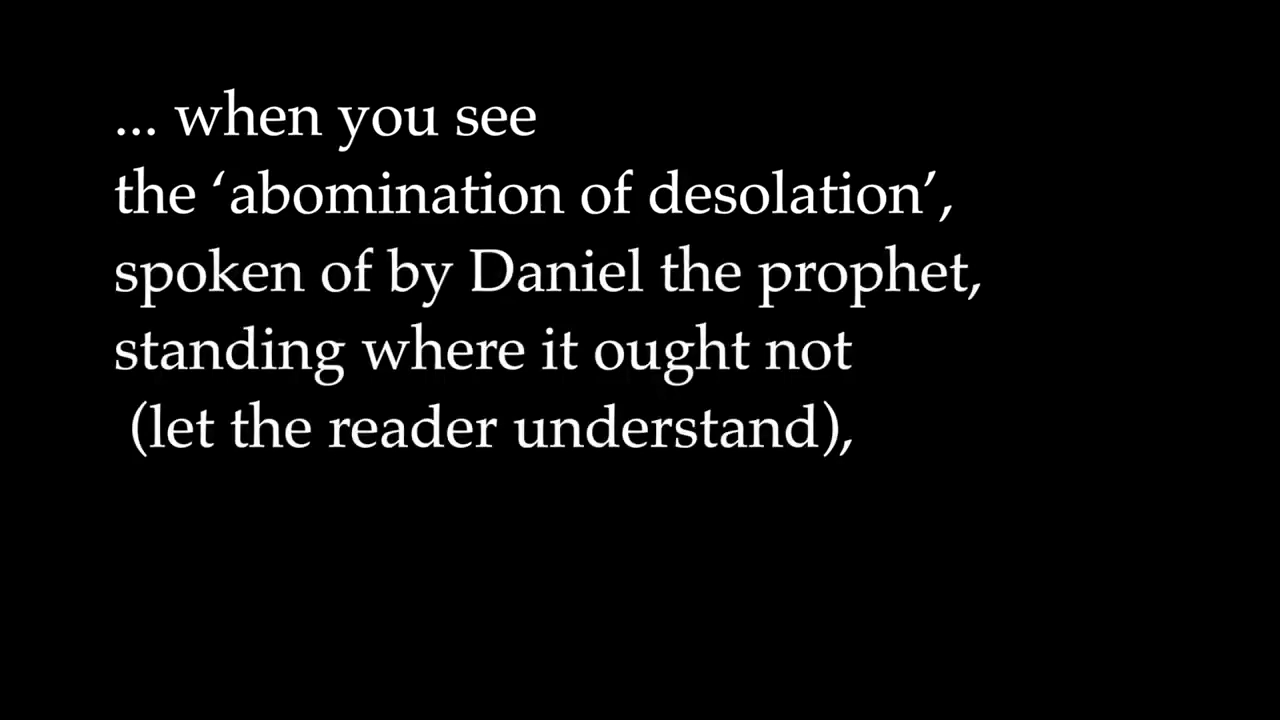 ... when you see
the ‘abomination of desolation’,
spoken of by Daniel the prophet,
standing where it ought not
(let the reader understand),